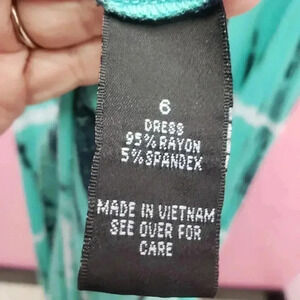 6
DRESS
95% RAYON
5% SPANDEX
MADE IN VIETNAM
SEE OVER FOR
CARE